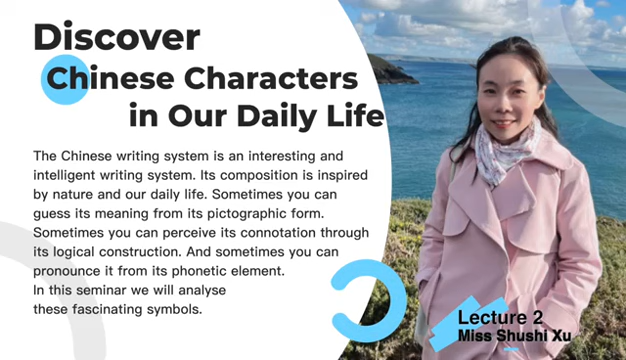 Discover
Chinese Characters
in Our Daily Life
The Chinese writing system is an interesting and
intelligent writing system. Its composition is inspired
by nature and our daily life. Sometimes you can
guess its meaning from its pictographic form.
Sometimes you can perceive its connotation through
its logical construction. And sometimes you can
pronounce it from its phonetic element.
In this seminar we will analyse
these fascinating symbols.
Lecture 2
Miss Shushi Xu